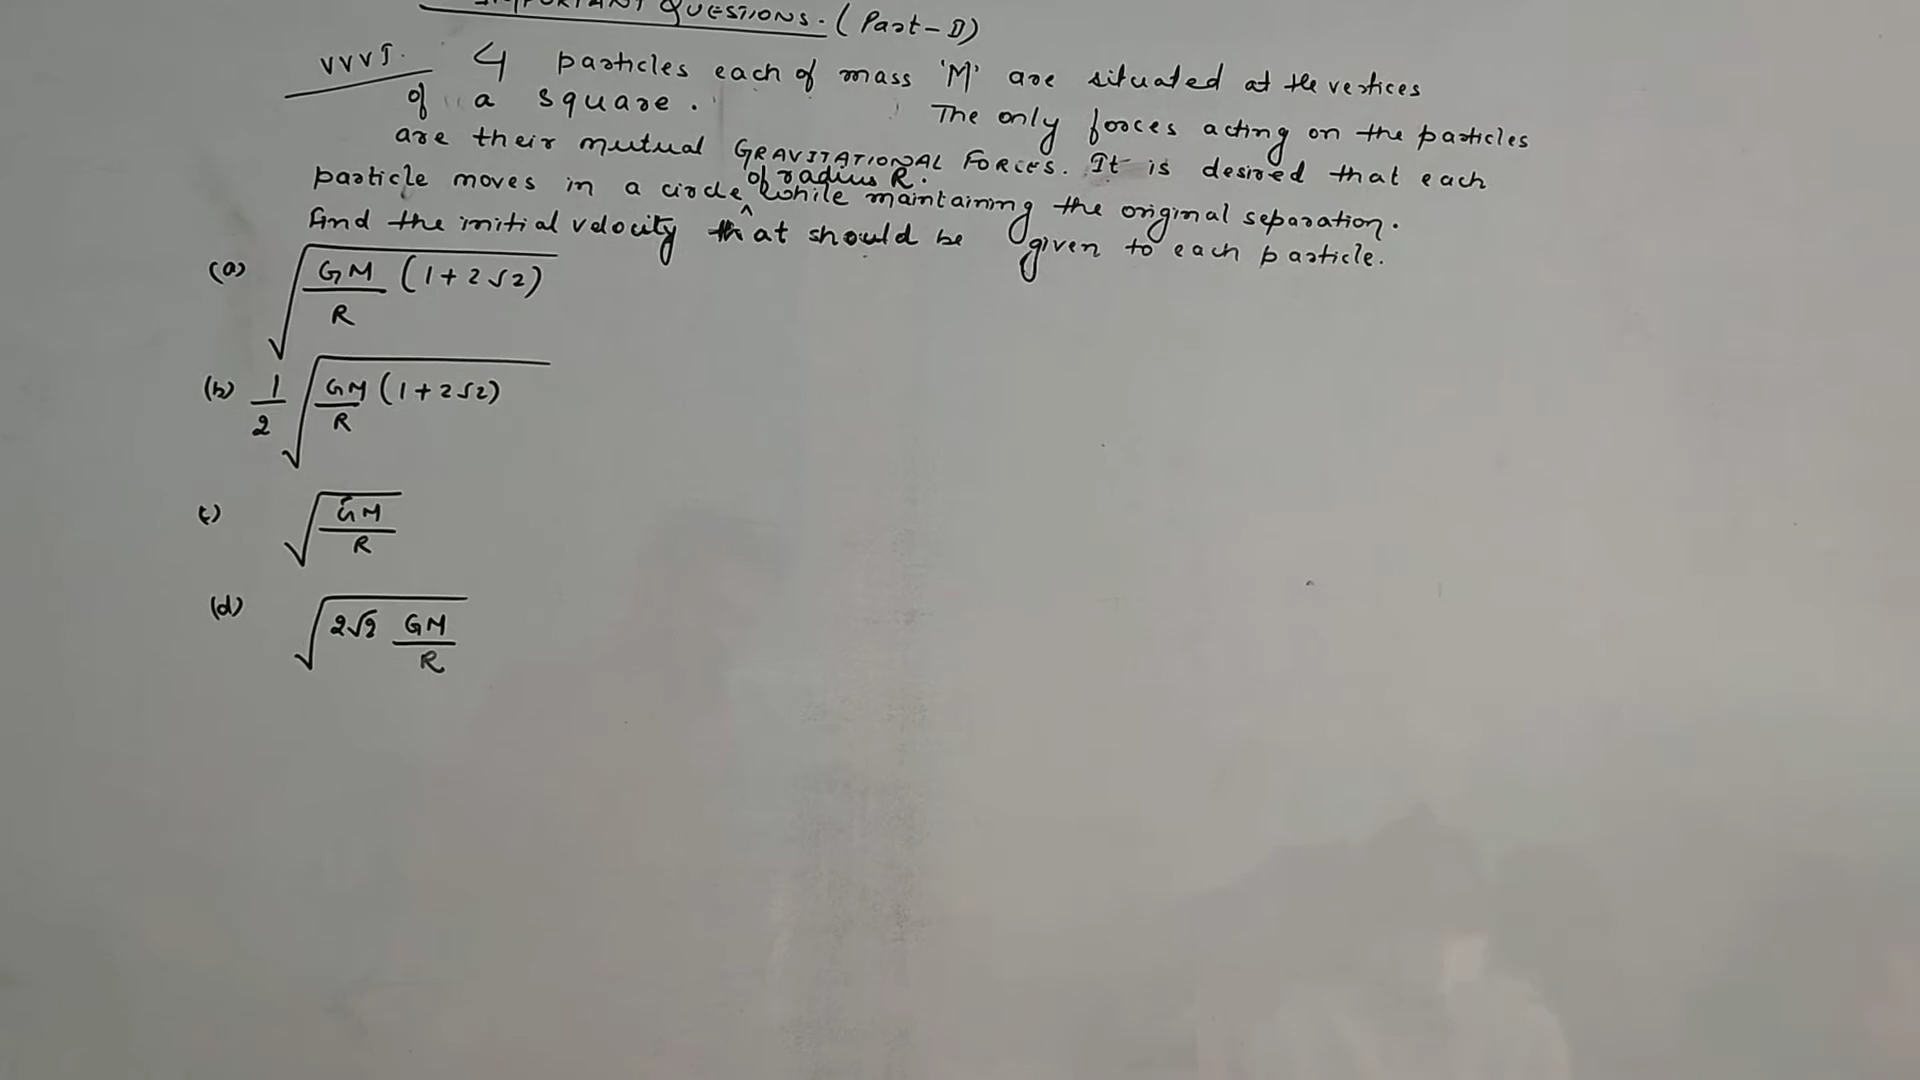 IMPORTANT QUESTIONS. (Part-II)
VVVI. 4 particles each of mass 'M' are situated at the vertices
of a square. The only forces acting on the particles
are their mutual GRAVITATIONAL FORCES. It is desired that each
particle moves in a circle ^ of radius R. while maintaining the original separation.
find the initial velocity that should be given to each particle.
(a) √(GM/R (1+2√2))
(b) 1/2 √(GM/R (1+2√2))
(c) √(GM/R)
(d) √(2√2 GM/R)